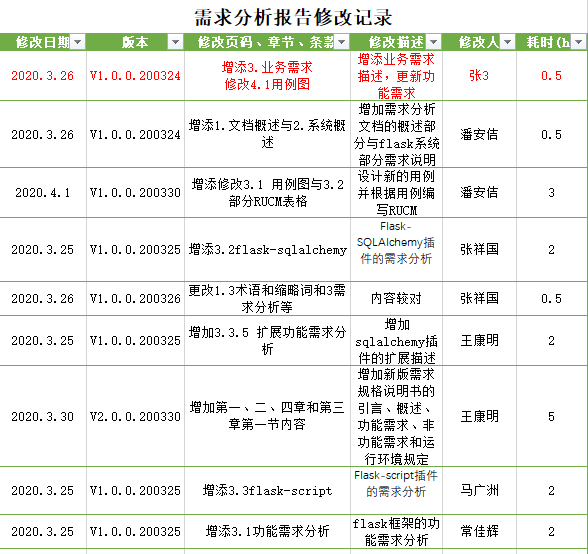 需求分析报告修改记录
修改日期 版本 修改页码、章节、条款 修改描述 修改人 耗时(h
2020.3.26 V1.0.0.200324 增添3.业务需求 增添业务需求 张3 0.5
修改4.1用例图 描述，更新功
能需求
2020.3.26 V1.0.0.200324 增添1.文档概述与2.系统概 增加需求分析 潘安佶 0.5
述 文档的概述部
分与flask系统
部分需求说明
2020.4.1 V1.0.0.200330 增添修改3.1 用例图与3.2 设计新的用例 潘安佶 3
部分RUCM表格 并根据用例编
写RUCM
2020.3.25 V1.0.0.200325 增添3.2flask-sqlalchemy Flask- 张祥国 2
SQLAlchemy插
件的需求分析
2020.3.26 V1.0.0.200326 更改1.3术语和缩略词和3需 内容较对 张祥国 0.5
求分析等
2020.3.25 V1.0.0.200325 增加3.3.5 扩展功能需求分 增加 王康明 2
析 sqlalchemy插
件的扩展描述
2020.3.30 V2.0.0.200330 增加第一、二、四章和第三 增加新版需求 王康明 5
章第一节内容 规格说明书的
引言、概述、
功能需求、非
功能需求和运
行环境规定
2020.3.25 V1.0.0.200325 增添3.3flask-script Flask-script插件 马广洲 2
的需求分析
2020.3.25 V1.0.0.200325 增添3.1功能需求分析 flask框架的功 常佳辉 2
能需求分析